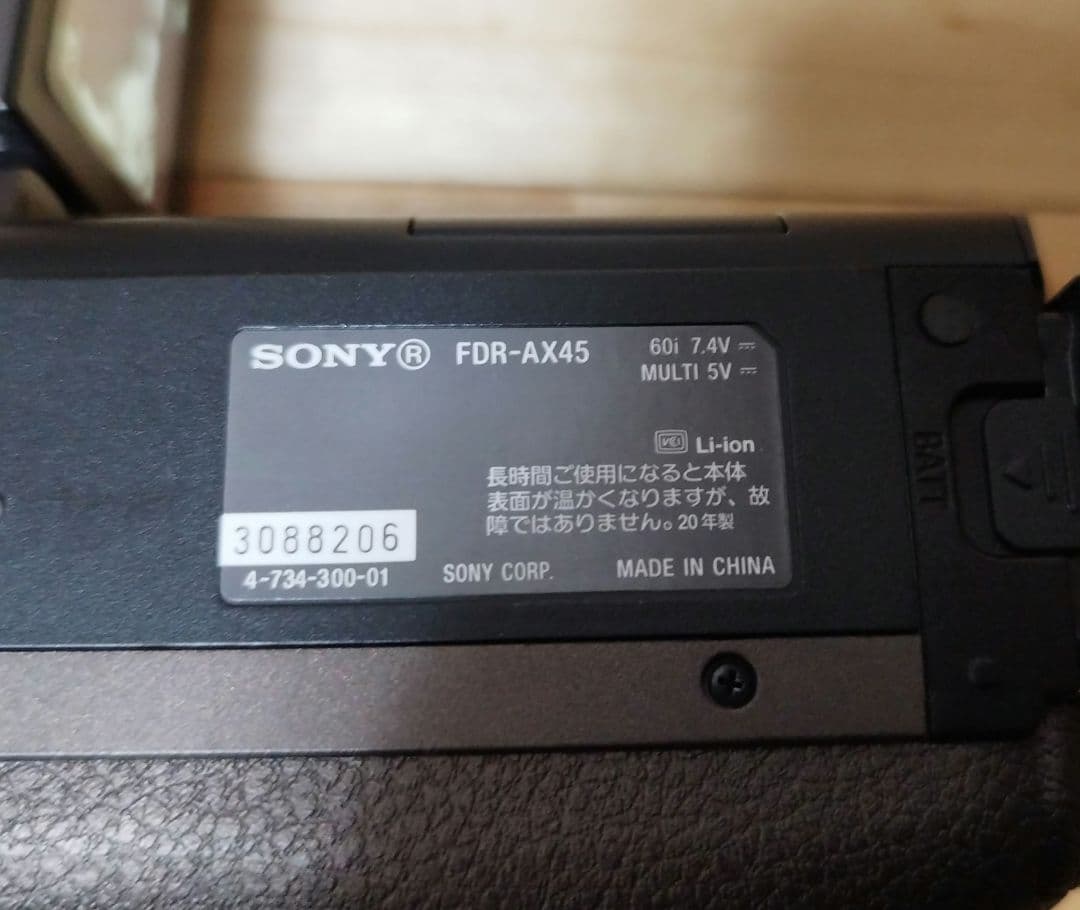 SONY® FDR-AX45
60i 7.4V ⎓
MULTI 5V ⎓
VCI Li-ion
長時間ご使用になると本体
表面が温かくなりますが、故
障ではありません。20年製
3088206
4-734-300-01
SONY CORP.
MADE IN CHINA
BATT